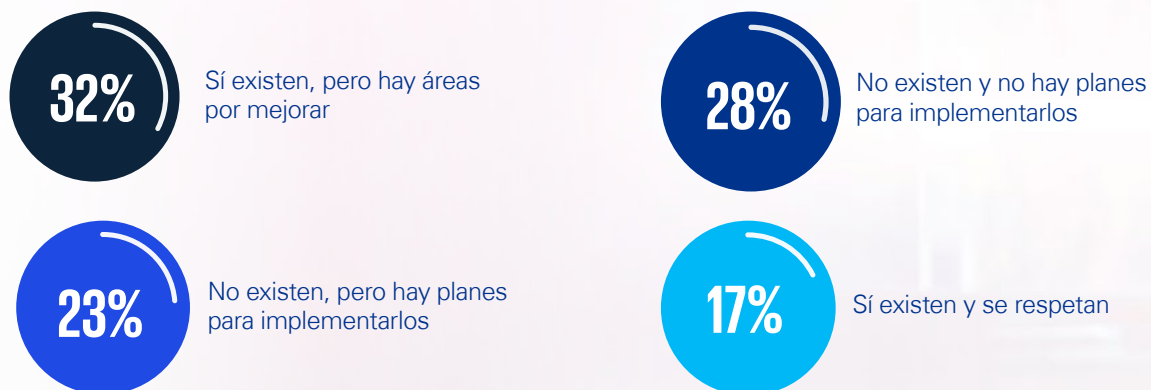 32%
Sí existen, pero hay áreas
por mejorar
28%
No existen y no hay planes
para implementarlos
23%
No existen, pero hay planes
para implementarlos
17%
Sí existen y se respetan